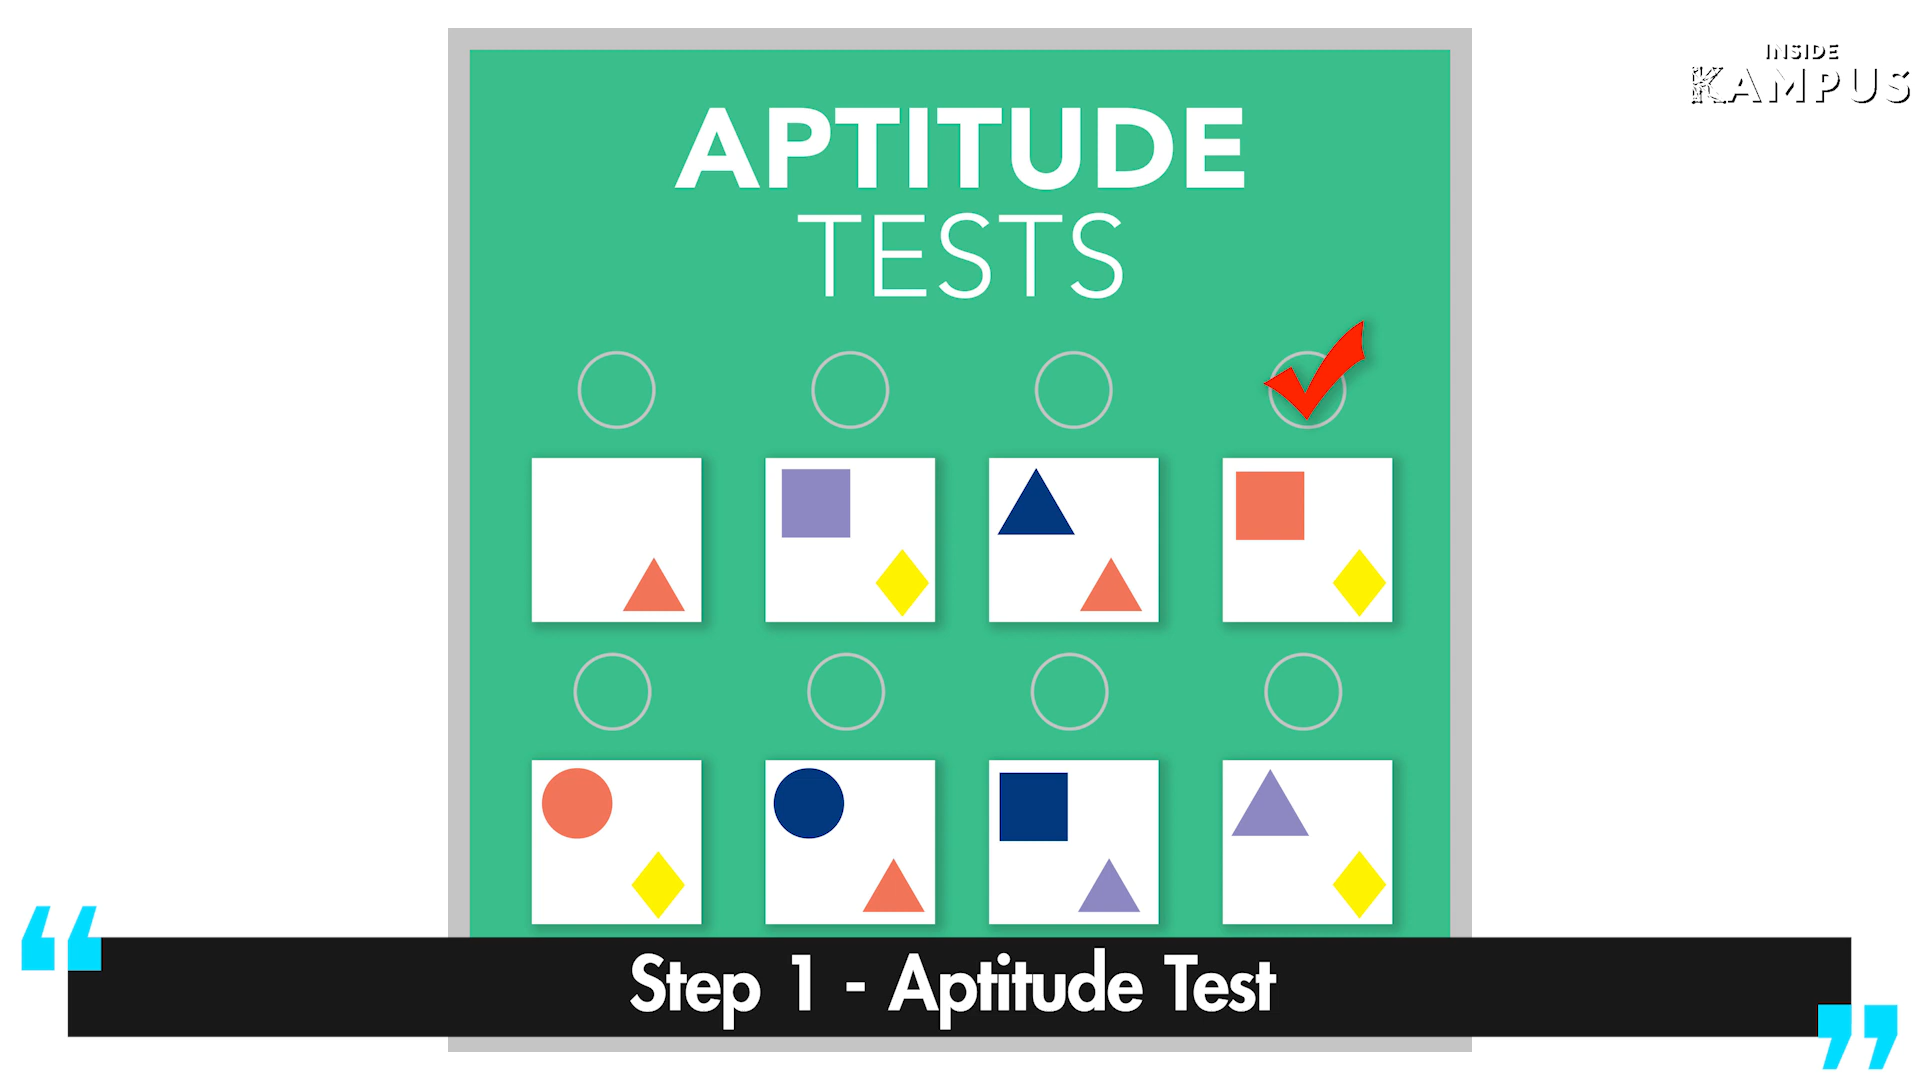 INSIDE
KAMPUS
APTITUDE
TESTS
Step 1 - Aptitude Test